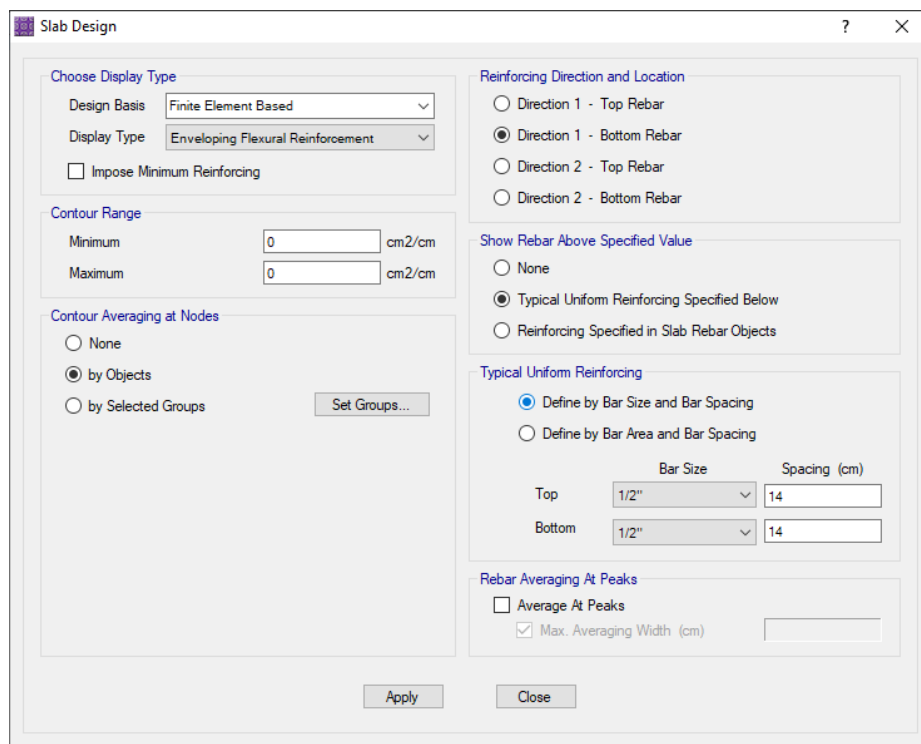 Slab Design
?
Choose Display Type
Design Basis Finite Element Based
Display Type Enveloping Flexural Reinforcement
Impose Minimum Reinforcing
Contour Range
Minimum 0 cm2/cm
Maximum 0 cm2/cm
Contour Averaging at Nodes
None
by Objects
by Selected Groups Set Groups...
Reinforcing Direction and Location
Direction 1 - Top Rebar
Direction 1 - Bottom Rebar
Direction 2 - Top Rebar
Direction 2 - Bottom Rebar
Show Rebar Above Specified Value
None
Typical Uniform Reinforcing Specified Below
Reinforcing Specified in Slab Rebar Objects
Typical Uniform Reinforcing
Define by Bar Size and Bar Spacing
Define by Bar Area and Bar Spacing
Bar Size Spacing (cm)
Top 1/2" 14
Bottom 1/2" 14
Rebar Averaging At Peaks
Average At Peaks
Max. Averaging Width (cm)
Apply Close